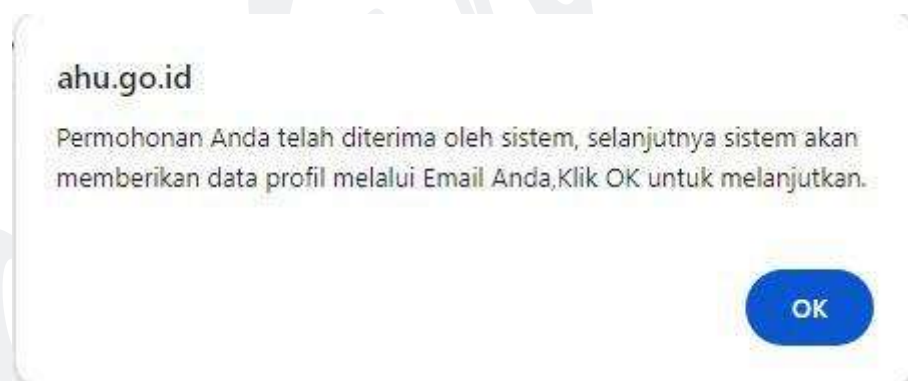 ahu.go.id
Permohonan Anda telah diterima oleh sistem, selanjutnya sistem akan
memberikan data profil melalui Email Anda,Klik OK untuk melanjutkan.
OK